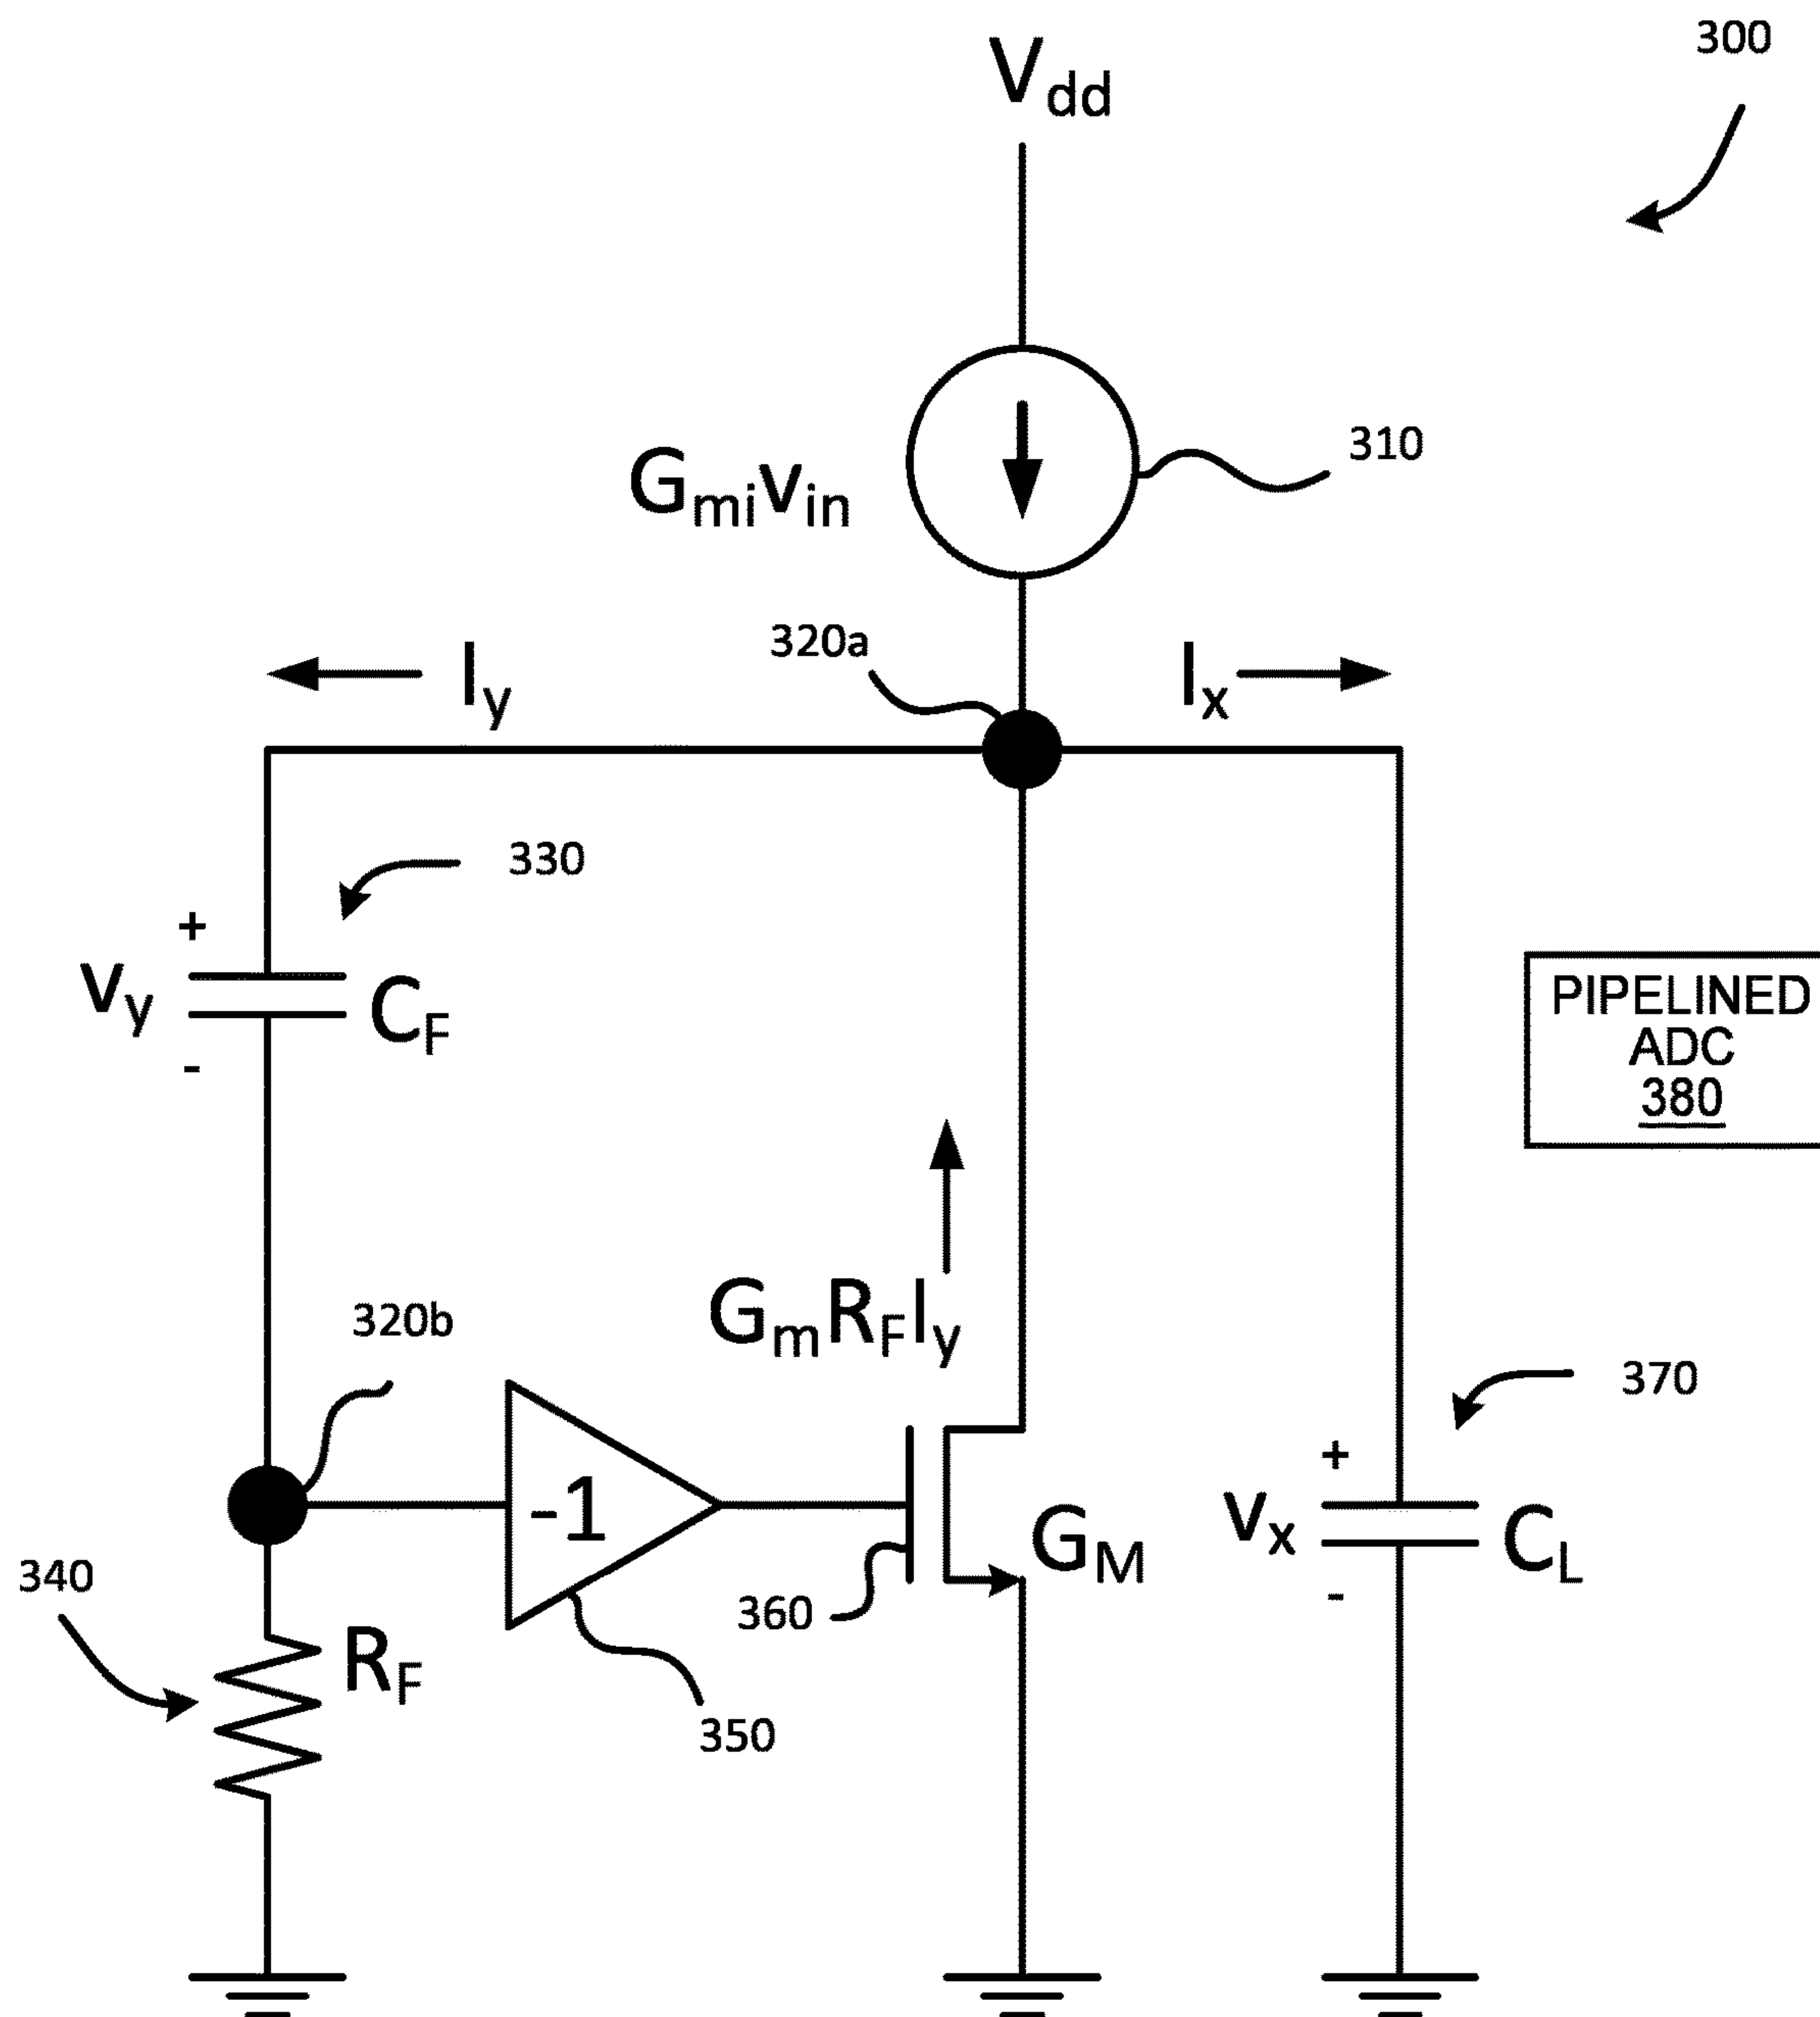 300
Vdd
310
Gmivin
320a
Iy
Ix
330
+
vy
CF
-
PIPELINED
ADC
380
320b
GmRFIy
370
+
-1
vx
CL
GM
-
340
360
RF
350